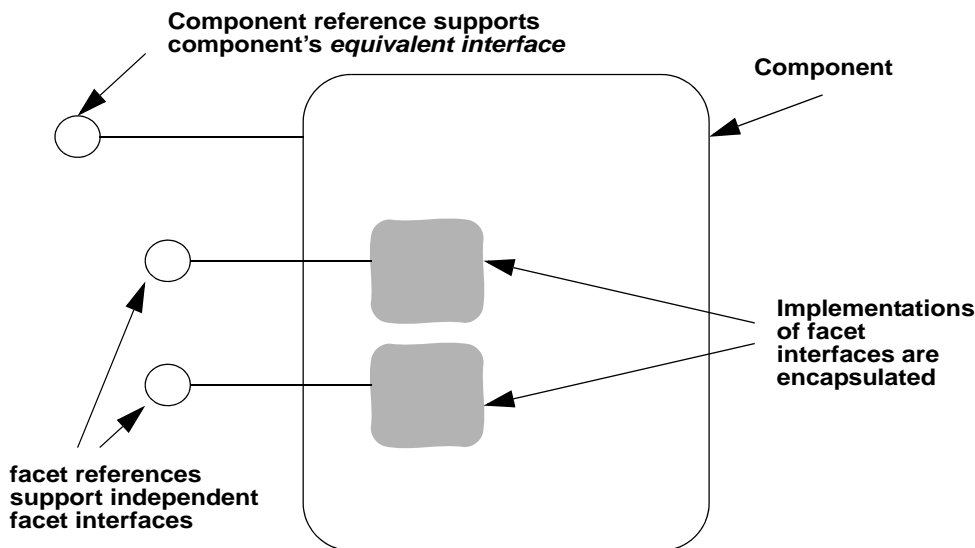 Component reference supports
component’s equivalent interface
Component
Implementations
of facet
interfaces are
encapsulated
facet references
support independent
facet interfaces